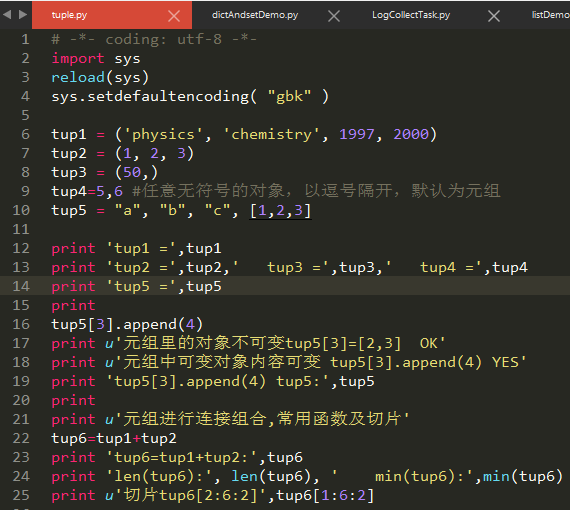 tuple.py dictAndsetDemo.py LogCollectTask.py listDemo
1 # -*- coding: utf-8 -*-
2 import sys
3 reload(sys)
4 sys.setdefaultencoding( "gbk" )
5
6 tup1 = ('physics', 'chemistry', 1997, 2000)
7 tup2 = (1, 2, 3)
8 tup3 = (50,)
9 tup4=5,6 #任意无符号的对象，以逗号隔开，默认为元组
10 tup5 = "a", "b", "c", [1,2,3]
11
12 print 'tup1 =',tup1
13 print 'tup2 =',tup2,'   tup3 =',tup3,'   tup4 =',tup4
14 print 'tup5 =',tup5
15 print
16 tup5[3].append(4)
17 print u'元组里的对象不可变tup5[3]=[2,3]  OK'
18 print u'元组中可变对象内容可变 tup5[3].append(4) YES'
19 print 'tup5[3].append(4) tup5:',tup5
20 print
21 print u'元组进行连接组合,常用函数及切片'
22 tup6=tup1+tup2
23 print 'tup6=tup1+tup2:',tup6
24 print 'len(tup6):', len(tup6), '    min(tup6):',min(tup6)
25 print u'切片tup6[2:6:2]',tup6[1:6:2]